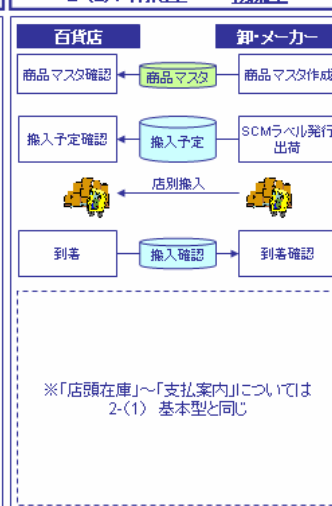 百貨店 卸・メーカー
商品マスタ確認 商品マスタ 商品マスタ作成
搬入予定確認 搬入予定 SCMラベル発行
出荷
店別搬入
到着 搬入確認 到着確認
※「店頭在庫」～「支払案内」については
2-(1) 基本型と同じ